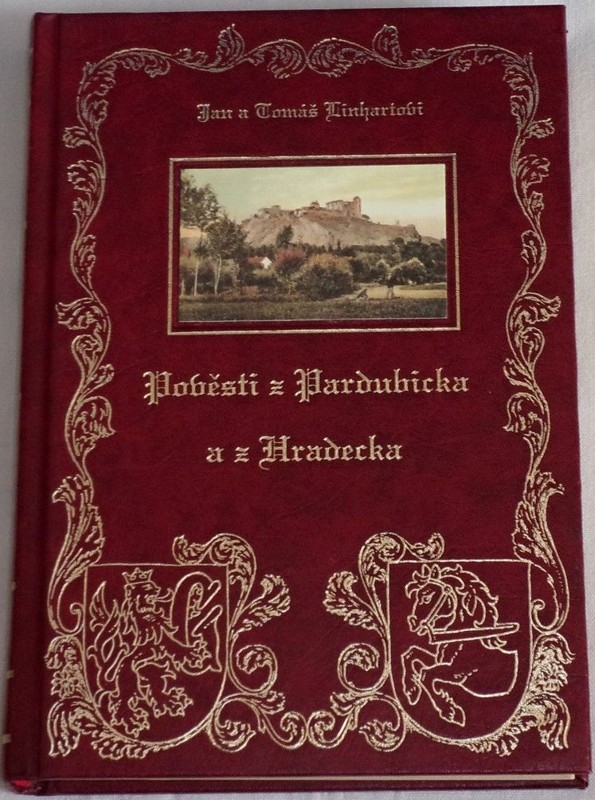 Jan a Tomáš Linhartovi
Pověsti z Pardubicka
a z Hradecka